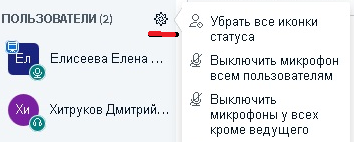 ПОЛЬЗОВАТЕЛИ (2)
Ел
Елисеева Елена ...
Хи
Хитруков Дмитрий...
Убрать все иконки
статуса
Выключить микрофон
всем пользователям
Выключить
микрофоны у всех
кроме ведущего